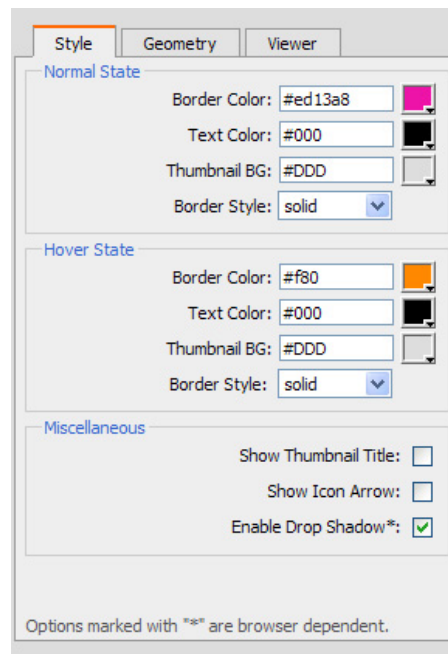 Style Geometry Viewer
Normal State
Border Color: #ed13a8
Text Color: #000
Thumbnail BG: #DDD
Border Style: solid
Hover State
Border Color: #f80
Text Color: #000
Thumbnail BG: #DDD
Border Style: solid
Miscellaneous
Show Thumbnail Title:
Show Icon Arrow:
Enable Drop Shadow*:
Options marked with "*" are browser dependent.